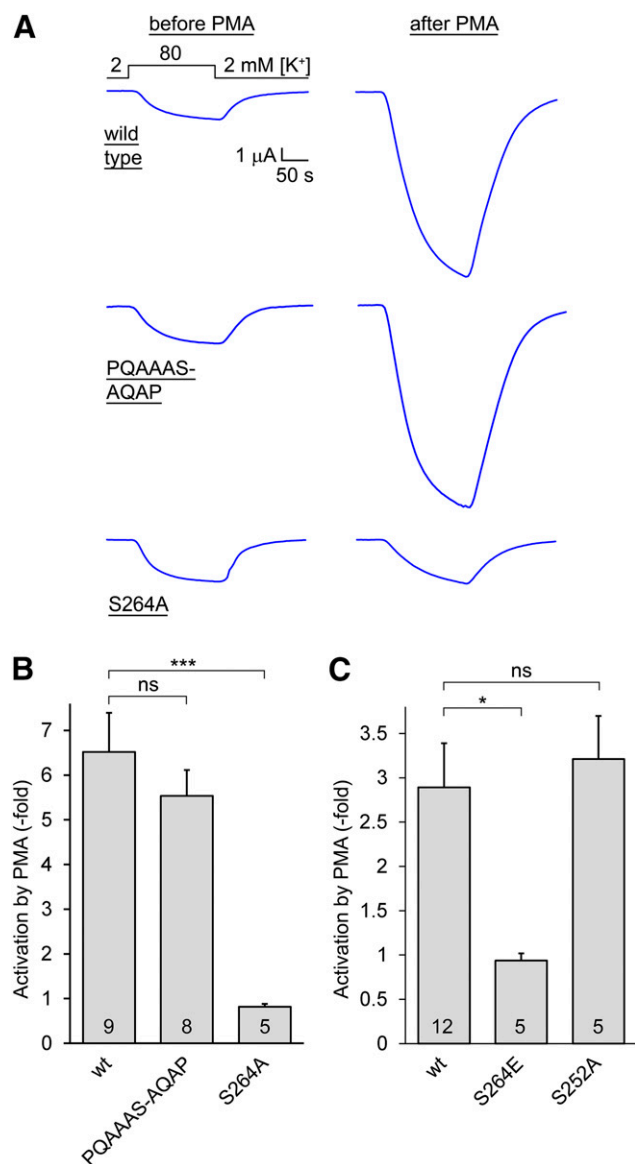 A
before PMA
after PMA
2 80 2 mM [K⁺]
wild
type
1 µA
50 s
PQAAAS-
AQAP
S264A
B
***
ns
Activation by PMA (-fold)
7
6
5
4
3
2
1
0
9
8
5
wt
PQAAAS-AQAP
S264A
C
ns
*
Activation by PMA (-fold)
3.5
3
2.5
2
1.5
1
0.5
0
12
5
5
wt
S264E
S252A